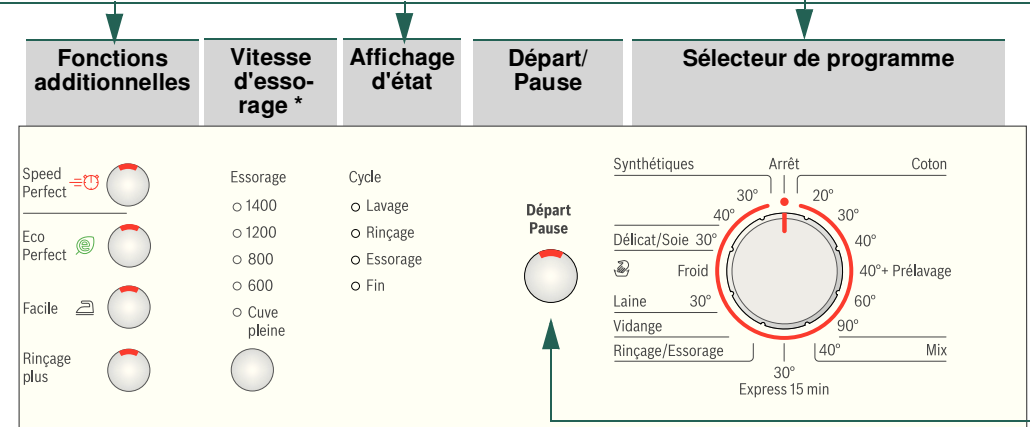 Fonctions
additionnelles
Vitesse
d'esso-
rage *
Affichage
d'état
Départ/
Pause
Sélecteur de programme
Speed
Perfect
Eco
Perfect
Facile
Rinçage
plus
Essorage
1400
1200
800
600
Cuve
pleine
Cycle
Lavage
Rinçage
Essorage
Fin
Départ
Pause
Synthétiques Arrêt Coton
30° 20°
40° 30°
Délicat/Soie 30° 40°
Froid 40°+ Prélavage
Laine 30° 60°
Vidange 90°
Rinçage/Essorage 40° Mix
30°
Express 15 min